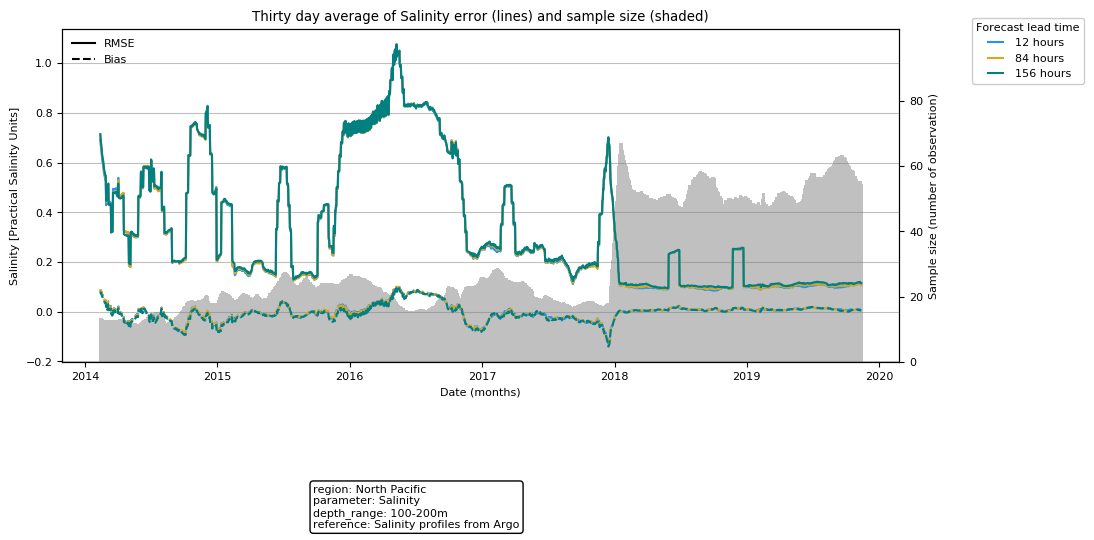 Thirty day average of Salinity error (lines) and sample size (shaded)
Forecast lead time
12 hours
84 hours
156 hours
RMSE
Bias
Salinity [Practical Salinity Units]
1.0
0.8
0.6
0.4
0.2
0.0
−0.2
Sample size (number of observation)
80
60
40
20
0
2014 2015 2016 2017 2018 2019 2020
Date (months)
region: North Pacific
parameter: Salinity
depth_range: 100-200m
reference: Salinity profiles from Argo